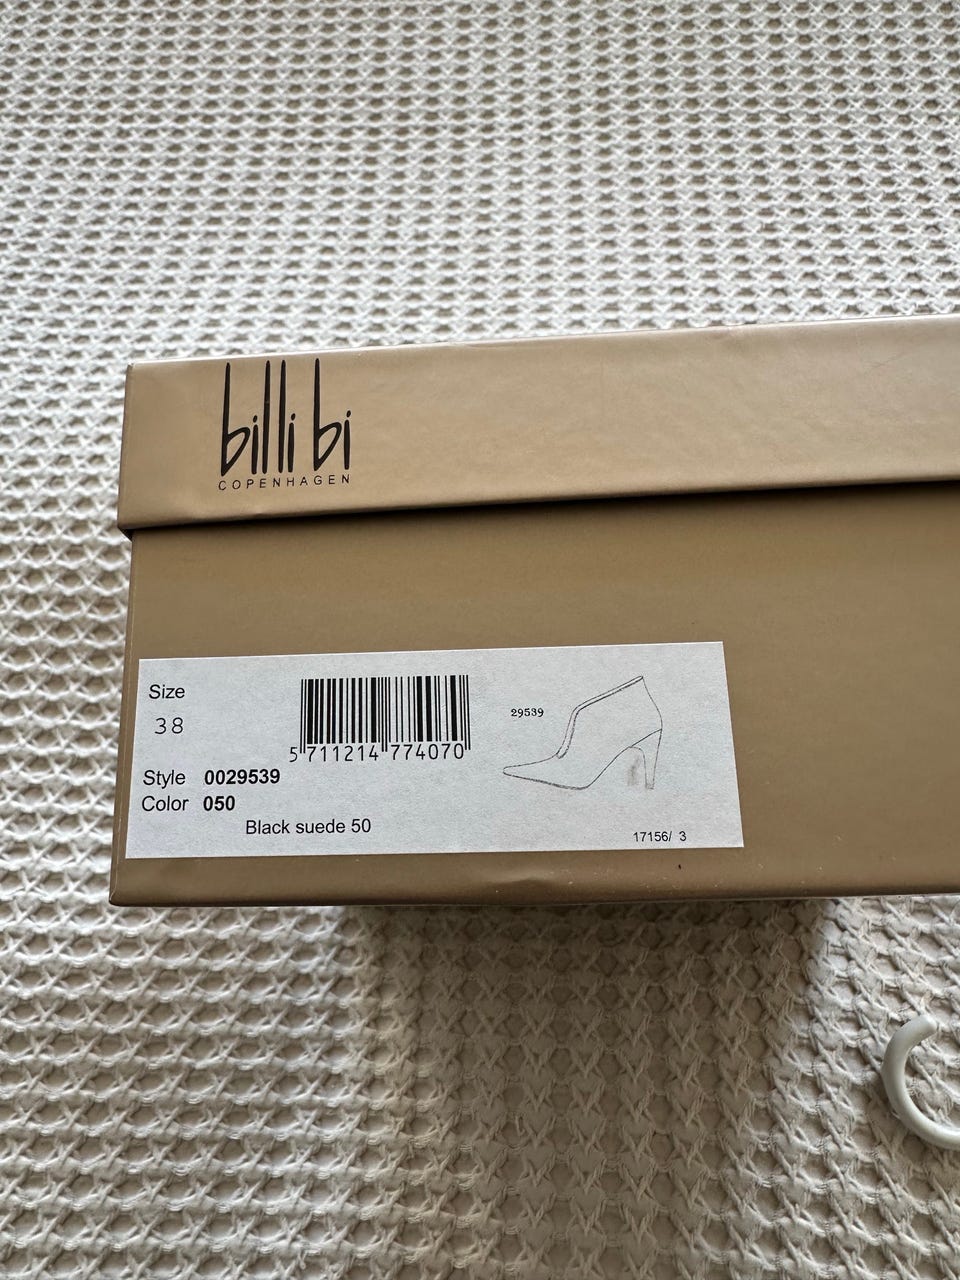 billi bi
COPENHAGEN
Size
38
29539
5 711214 774070
Style 0029539
Color 050
Black suede 50
17156/ 3